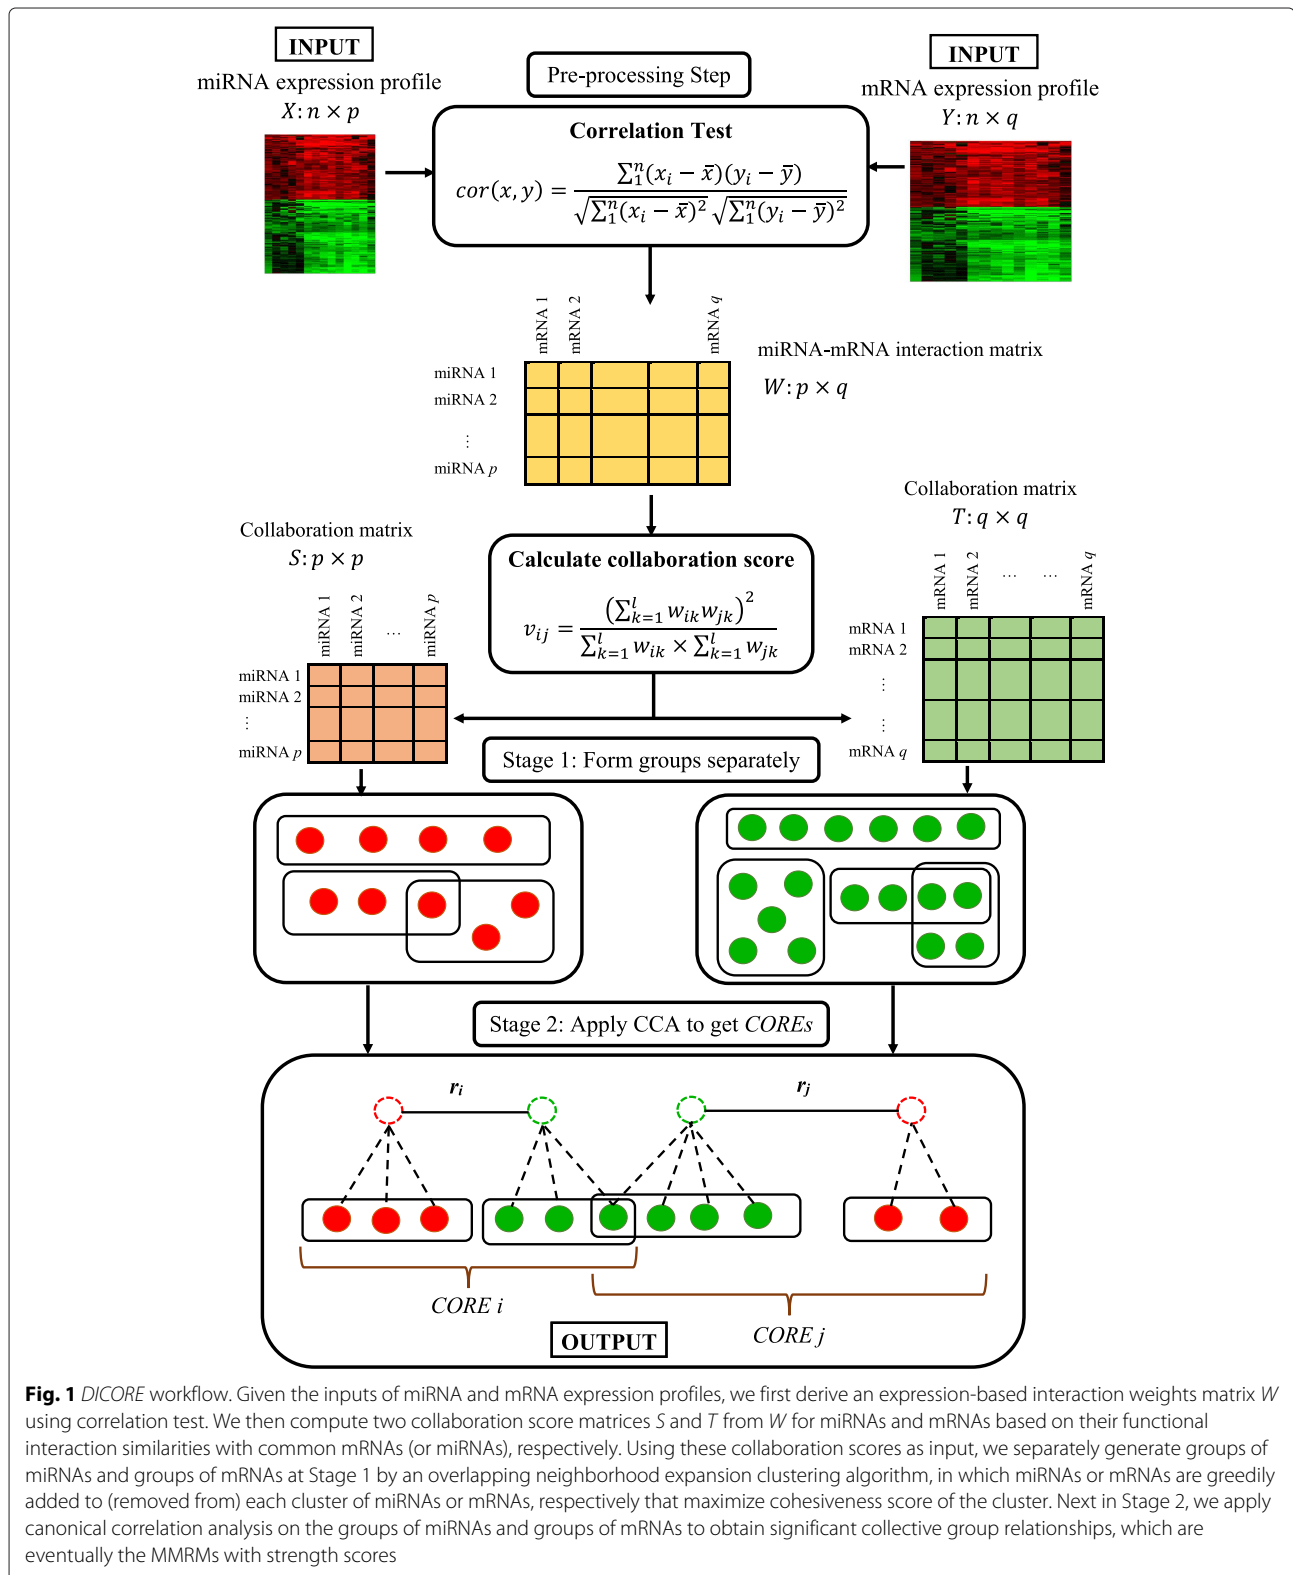 INPUT
miRNA expression profile
X: n × p
Pre-processing Step
INPUT
mRNA expression profile
Y: n × q
Correlation Test
cor(x, y) = ∑₁ⁿ(xᵢ − x̄)(yᵢ − ȳ) / √∑₁ⁿ(xᵢ − x̄)² √∑₁ⁿ(yᵢ − ȳ)²
mRNA 1
mRNA 2
mRNA q
miRNA 1
miRNA 2
⋮
miRNA p
miRNA-mRNA interaction matrix
W: p × q
Collaboration matrix
S: p × p
miRNA 1
miRNA 2
...
miRNA p
miRNA 1
miRNA 2
⋮
miRNA p
Calculate collaboration score
vᵢⱼ = (∑ₖ₌₁ˡ wᵢₖwⱼₖ)² / ∑ₖ₌₁ˡ wᵢₖ × ∑ₖ₌₁ˡ wⱼₖ
Collaboration matrix
T: q × q
mRNA 1
mRNA 2
...
...
mRNA q
mRNA 1
mRNA 2
⋮
⋮
mRNA q
Stage 1: Form groups separately
Stage 2: Apply CCA to get COREs
rᵢ
rⱼ
CORE i
CORE j
OUTPUT
Fig. 1 DICORE workflow. Given the inputs of miRNA and mRNA expression profiles, we first derive an expression-based interaction weights matrix W
using correlation test. We then compute two collaboration score matrices S and T from W for miRNAs and mRNAs based on their functional
interaction similarities with common mRNAs (or miRNAs), respectively. Using these collaboration scores as input, we separately generate groups of
miRNAs and groups of mRNAs at Stage 1 by an overlapping neighborhood expansion clustering algorithm, in which miRNAs or mRNAs are greedily
added to (removed from) each cluster of miRNAs or mRNAs, respectively that maximize cohesiveness score of the cluster. Next in Stage 2, we apply
canonical correlation analysis on the groups of miRNAs and groups of mRNAs to obtain significant collective group relationships, which are
eventually the MMRMs with strength scores